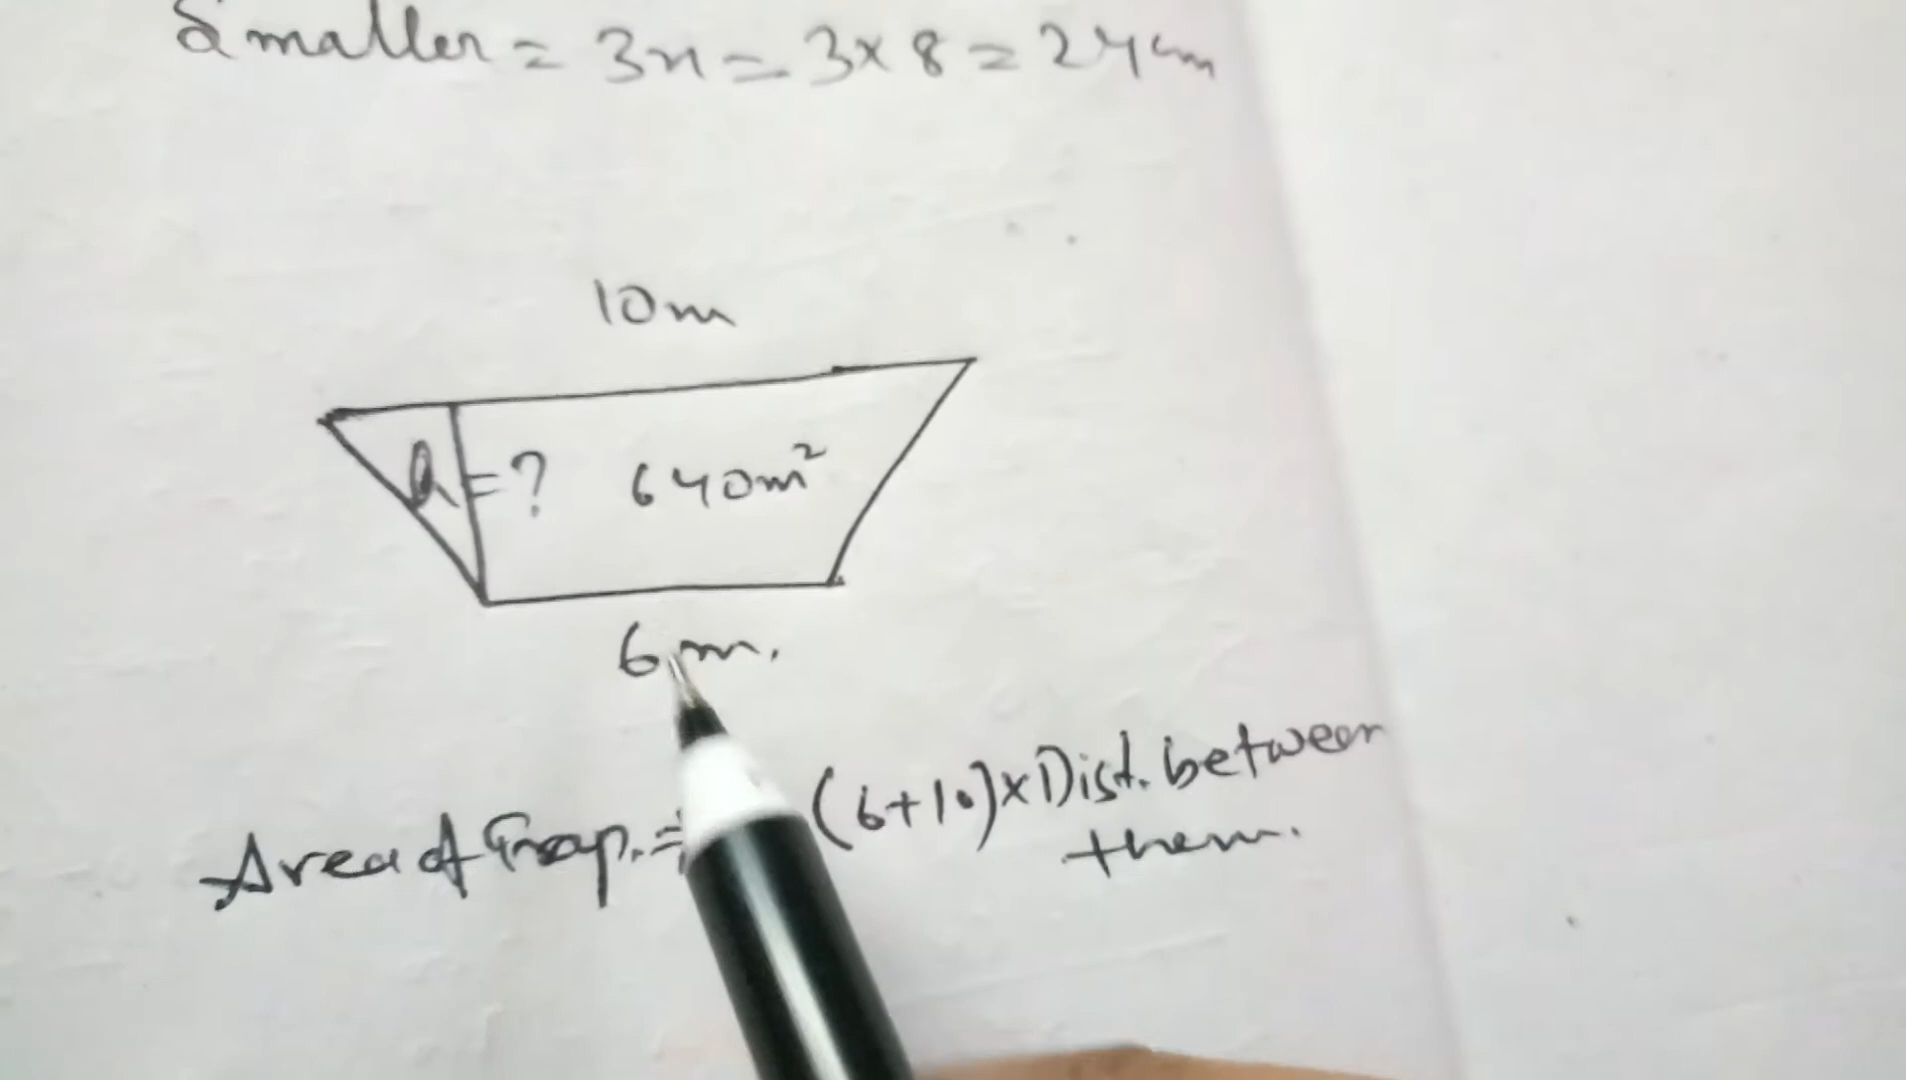 Smaller = 3x = 3 × 8 = 24cm
10m
h = ? 640m²
6m.
Area of Trap. = (6+10) × Dist. between
them.